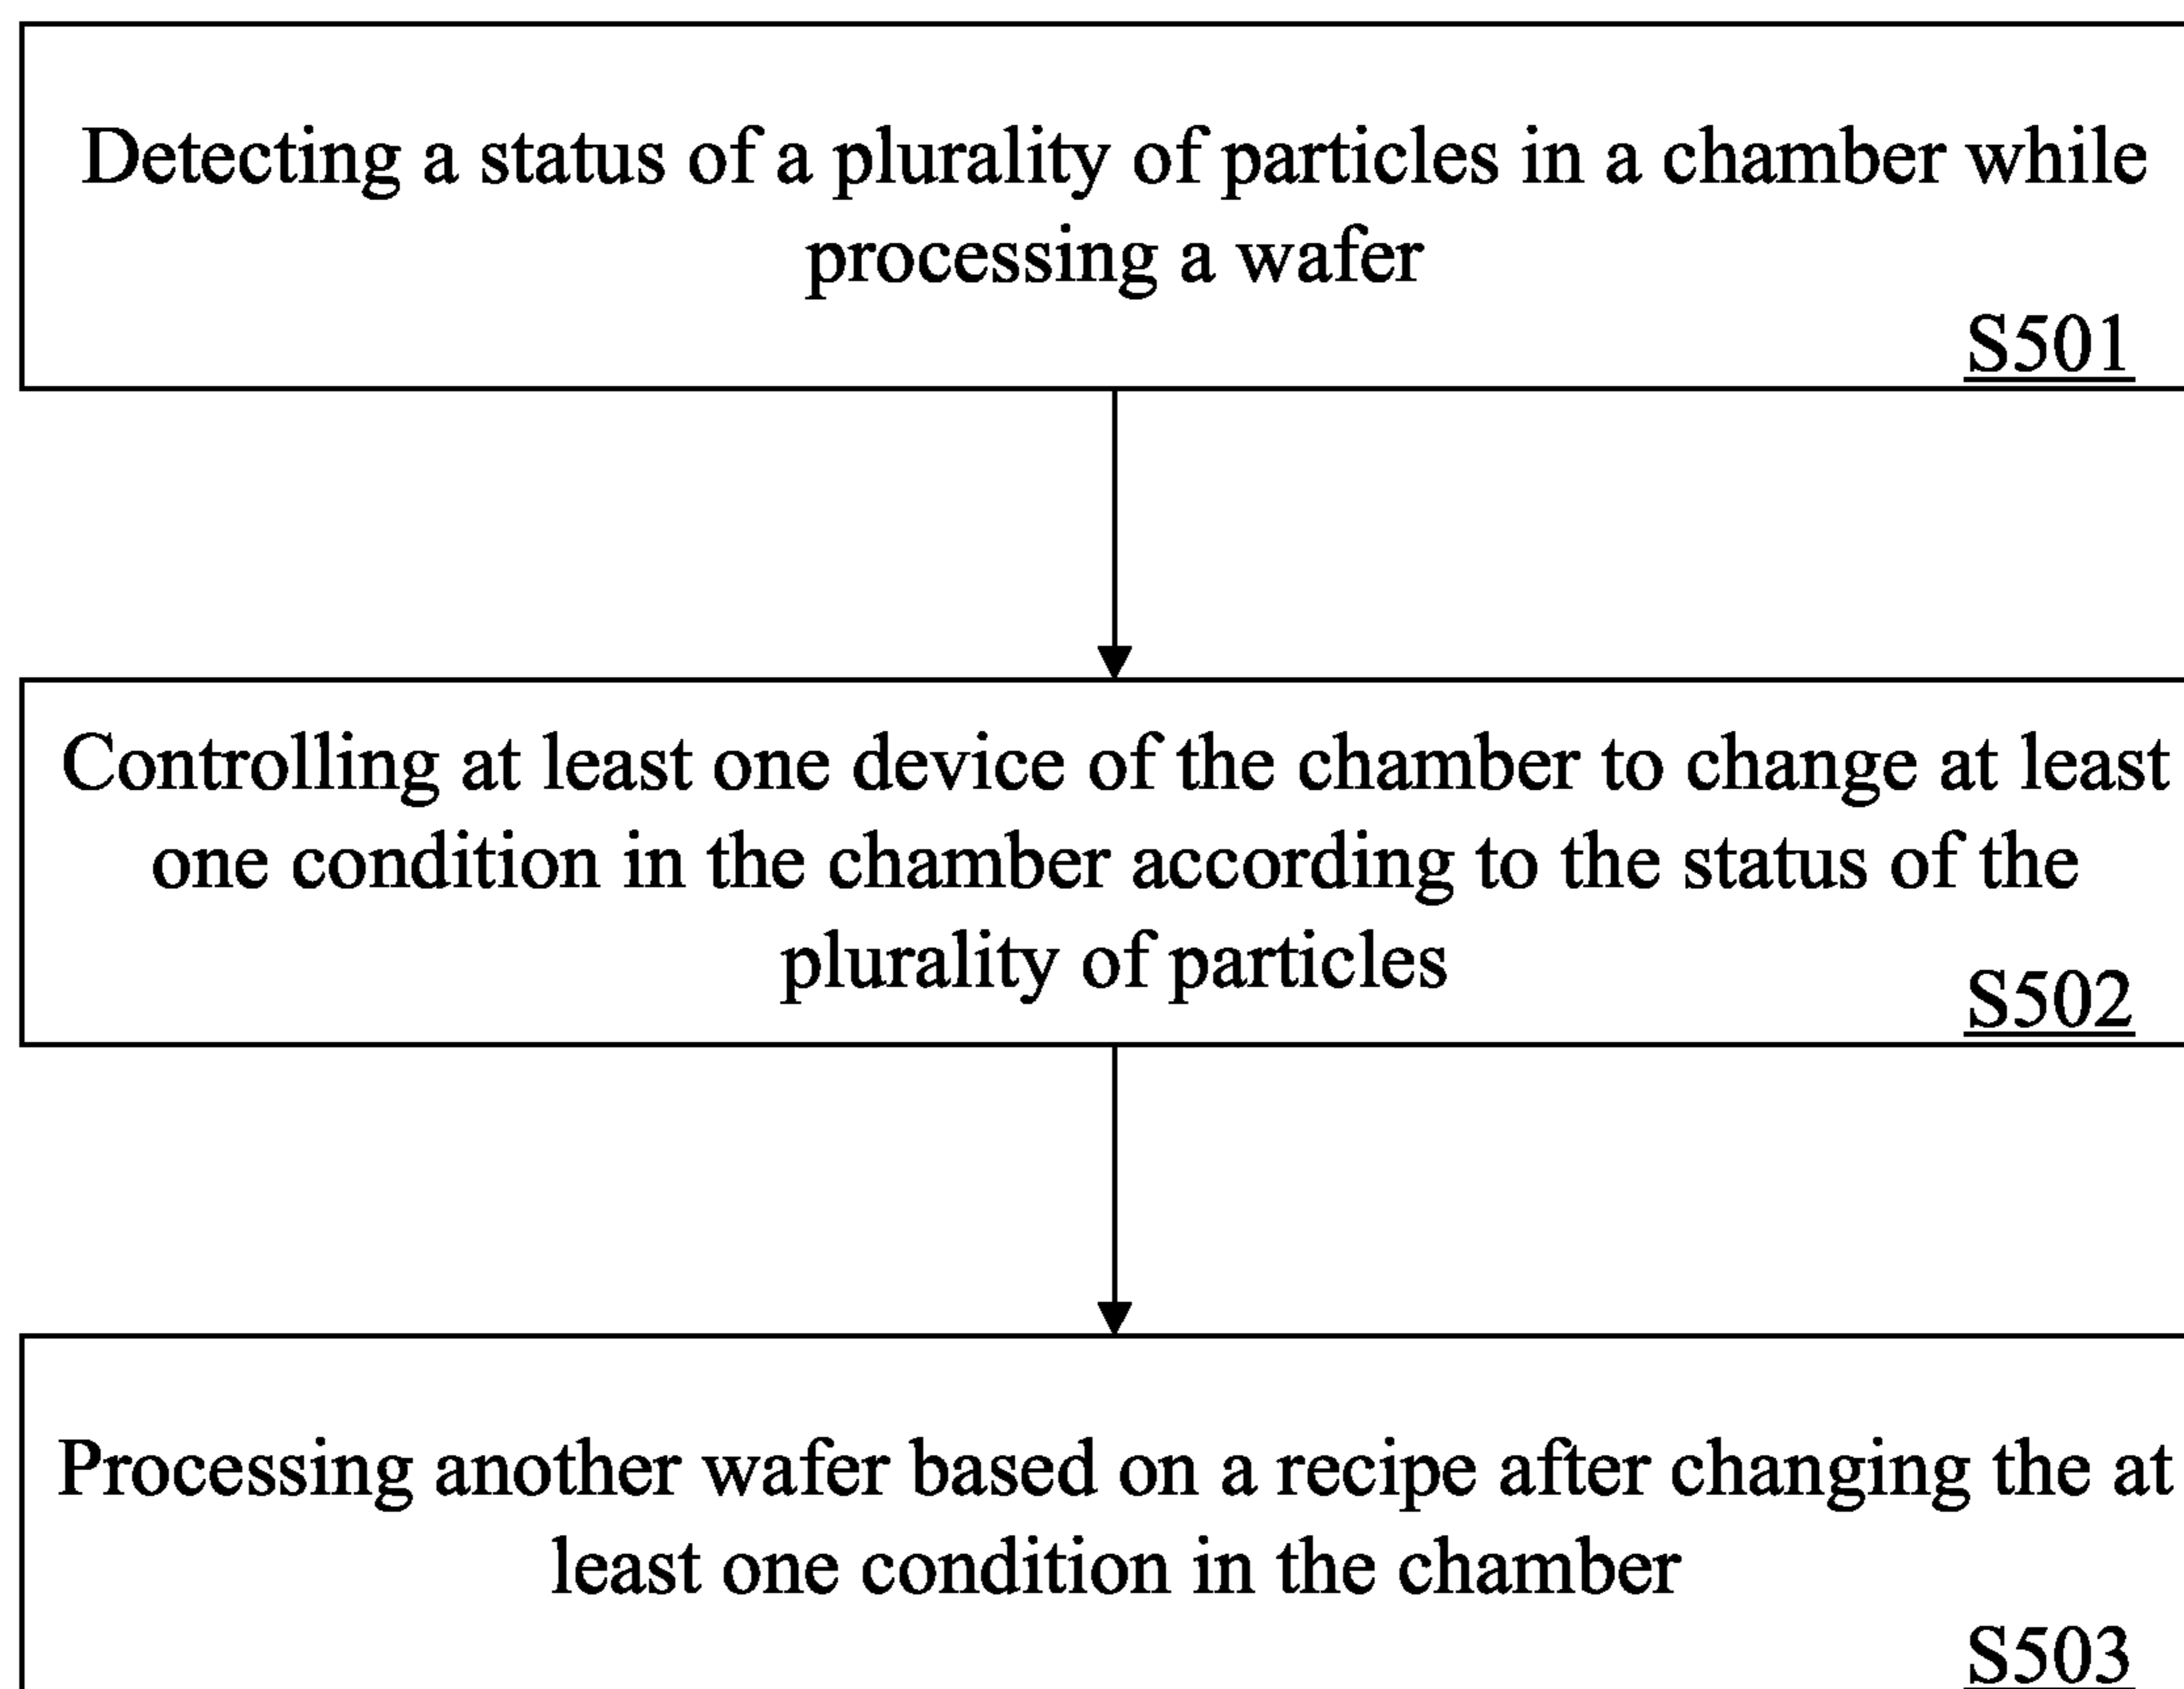 Detecting a status of a plurality of particles in a chamber while
processing a wafer
S501
Controlling at least one device of the chamber to change at least
one condition in the chamber according to the status of the
plurality of particles
S502
Processing another wafer based on a recipe after changing the at
least one condition in the chamber
S503